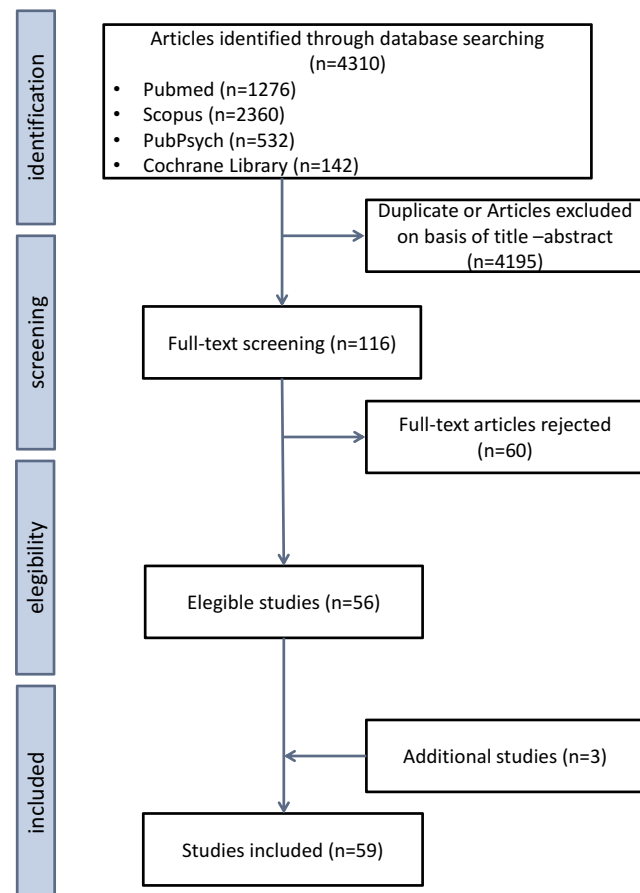 identification
Articles identified through database searching
(n=4310)
• Pubmed (n=1276)
• Scopus (n=2360)
• PubPsych (n=532)
• Cochrane Library (n=142)
Duplicate or Articles excluded
on basis of title –abstract
(n=4195)
screening
Full-text screening (n=116)
Full-text articles rejected
(n=60)
elegibility
Elegible studies (n=56)
included
Additional studies (n=3)
Studies included (n=59)